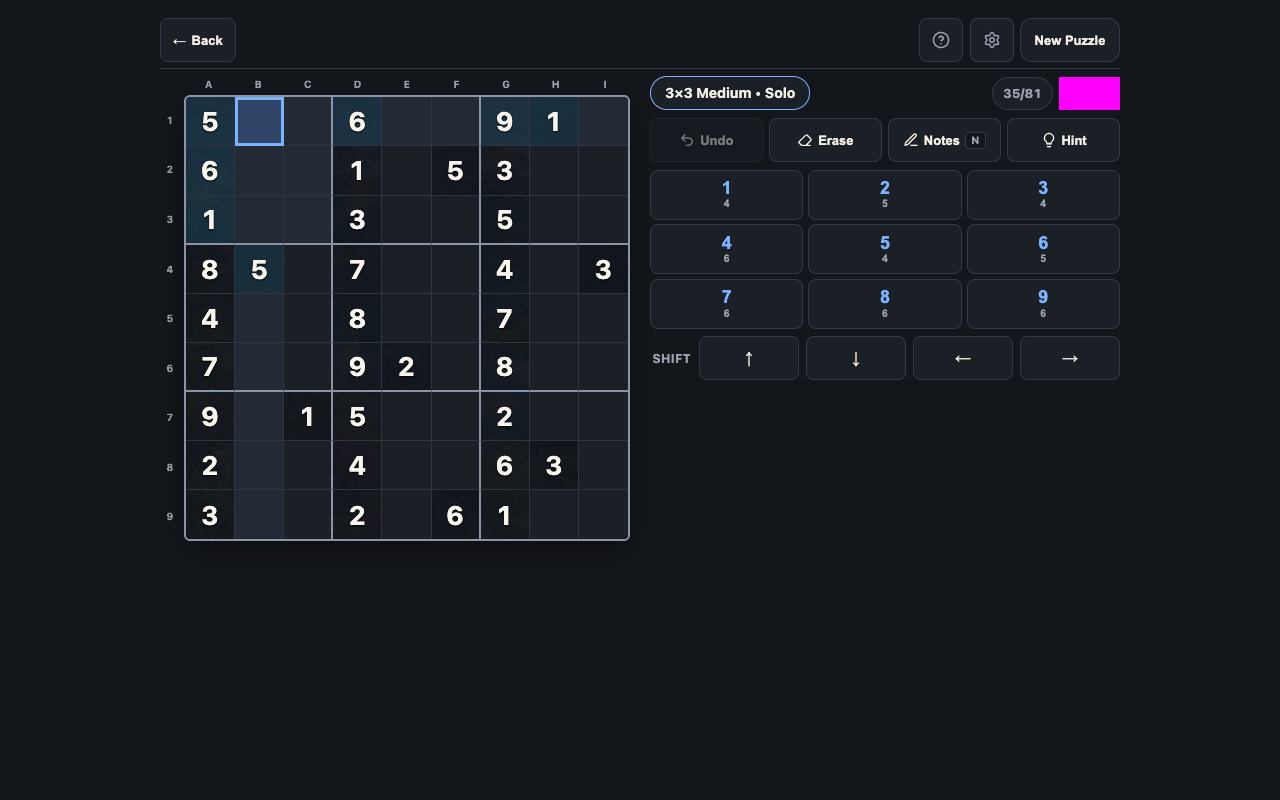 ← Back
New Puzzle
A B C D E F G H I
1 5 6 9 1
2 6 1 5 3
3 1 3 5
4 8 5 7 4 3
5 4 8 7
6 7 9 2 8
7 9 1 5 2
8 2 4 6 3
9 3 2 6 1
3×3 Medium • Solo
35/81
Undo
Erase
Notes N
Hint
1 2 3
4 5 4
4 5 6
6 4 5
7 8 9
6 6 6
SHIFT ↑ ↓ ← →